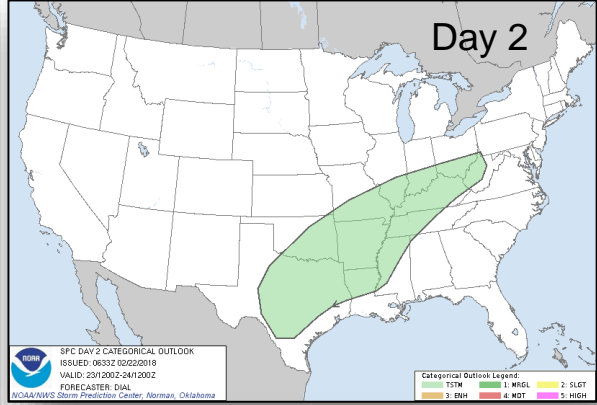 Day 2
SPC DAY 2 CATEGORICAL OUTLOOK
ISSUED: 0633Z 02/22/2018
VALID: 23/1200Z-24/1200Z
FORECASTER: DIAL
NOAA/NWS Storm Prediction Center, Norman, Oklahoma
NOAA
Categorical Outlook Legend:
TSTM 1: MRGL 2: SLGT
3: ENH 4: MDT 5: HIGH